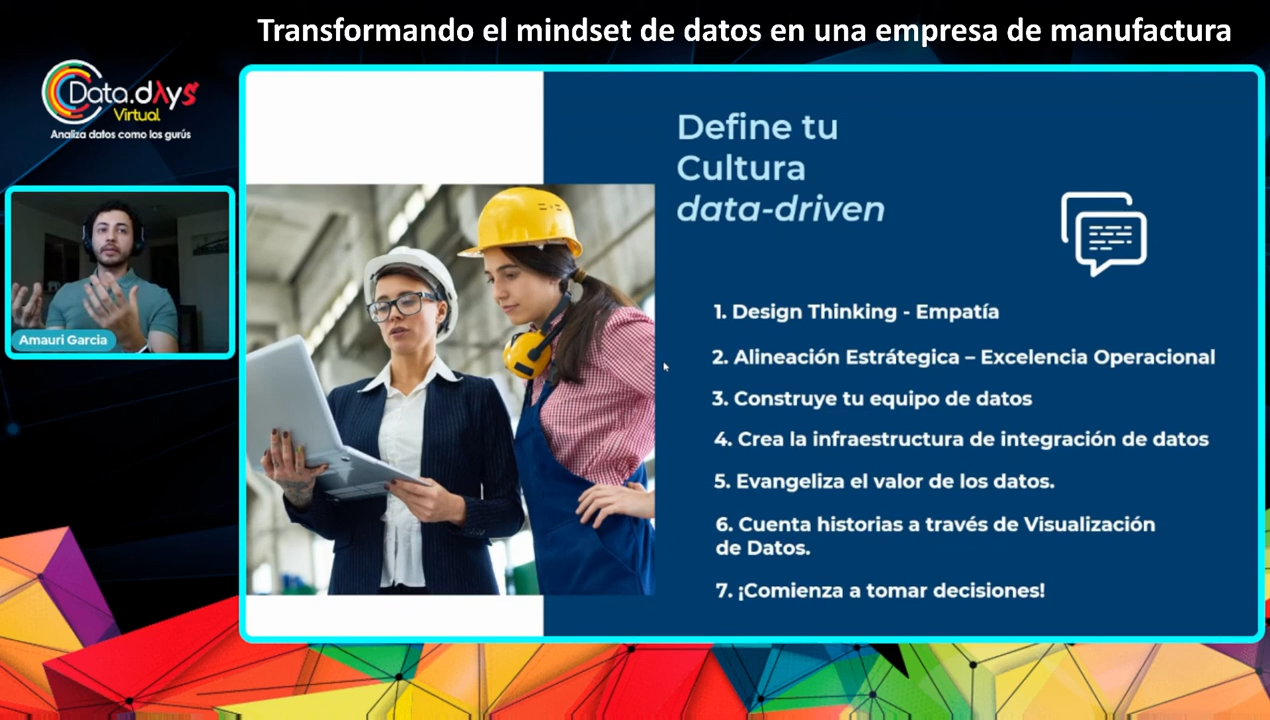 Transformando el mindset de datos en una empresa de manufactura
Data.dAys
Virtual
Analiza datos como los gurús
Amauri Garcia
Define tu
Cultura
data-driven
1. Design Thinking - Empatía
2. Alineación Estrátegica – Excelencia Operacional
3. Construye tu equipo de datos
4. Crea la infraestructura de integración de datos
5. Evangeliza el valor de los datos.
6. Cuenta historias a través de Visualización
de Datos.
7. ¡Comienza a tomar decisiones!